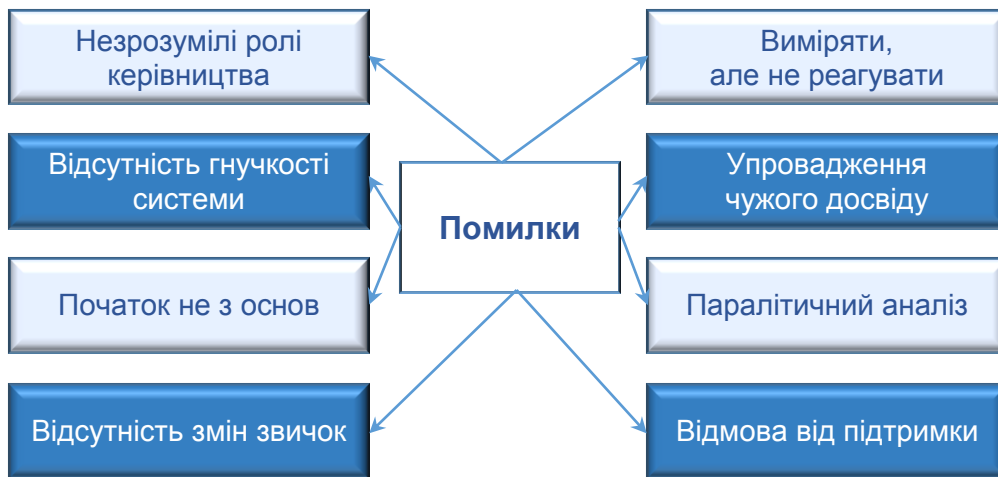 Незрозумілі ролі
керівництва
Відсутність гнучкості
системи
Початок не з основ
Відсутність змін звичок
Помилки
Виміряти,
але не реагувати
Упровадження
чужого досвіду
Паралітичний аналіз
Відмова від підтримки